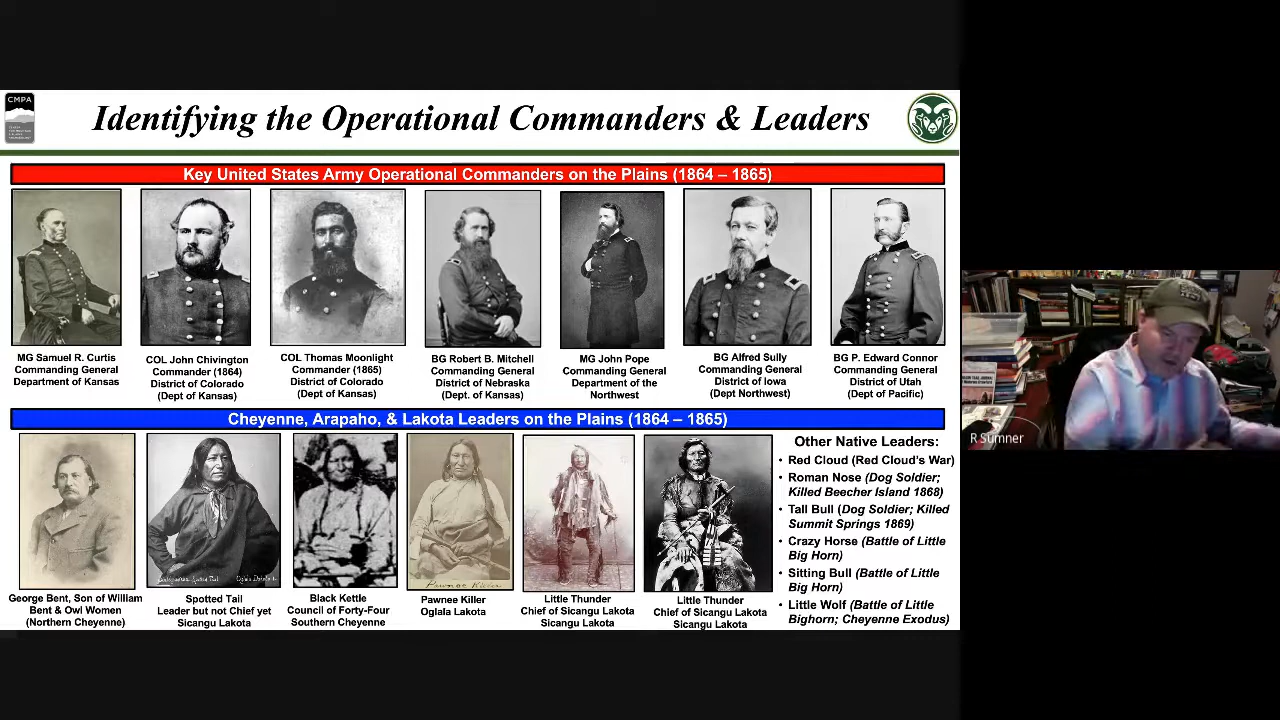 CMPA
Identifying the Operational Commanders & Leaders
Key United States Army Operational Commanders on the Plains (1864 – 1865)
MG Samuel R. Curtis
Commanding General
Department of Kansas
COL John Chivington
Commander (1864)
District of Colorado
(Dept of Kansas)
COL Thomas Moonlight
Commander (1865)
District of Colorado
(Dept of Kansas)
BG Robert B. Mitchell
Commanding General
District of Nebraska
(Dept. of Kansas)
MG John Pope
Commanding General
Department of the
Northwest
BG Alfred Sully
Commanding General
District of Iowa
(Dept Northwest)
BG P. Edward Connor
Commanding General
District of Utah
(Dept of Pacific)
Cheyenne, Arapaho, & Lakota Leaders on the Plains (1864 – 1865)
George Bent, Son of William
Bent & Owl Women
(Northern Cheyenne)
Spotted Tail
Leader but not Chief yet
Sicangu Lakota
Black Kettle
Council of Forty-Four
Southern Cheyenne
Pawnee Killer
Pawnee Killer
Oglala Lakota
Little Thunder
Chief of Sicangu Lakota
Sicangu Lakota
Little Thunder
Chief of Sicangu Lakota
Sicangu Lakota
Other Native Leaders:
• Red Cloud (Red Cloud's War)
• Roman Nose (Dog Soldier;
Killed Beecher Island 1868)
• Tall Bull (Dog Soldier; Killed
Summit Springs 1869)
• Crazy Horse (Battle of Little
Big Horn)
• Sitting Bull (Battle of Little
Big Horn)
• Little Wolf (Battle of Little
Bighorn; Cheyenne Exodus)
R Sumner